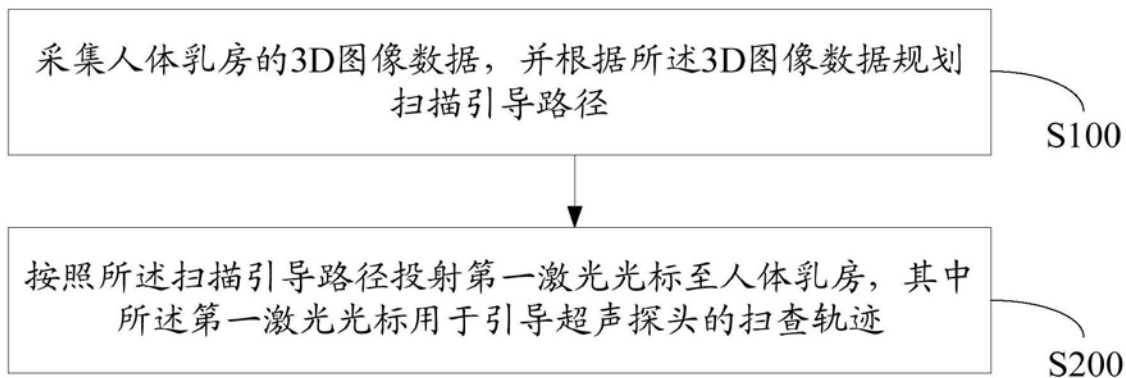 采集人体乳房的3D图像数据，并根据所述3D图像数据规划
扫描引导路径
S100
按照所述扫描引导路径投射第一激光光标至人体乳房，其中
所述第一激光光标用于引导超声探头的扫查轨迹
S200